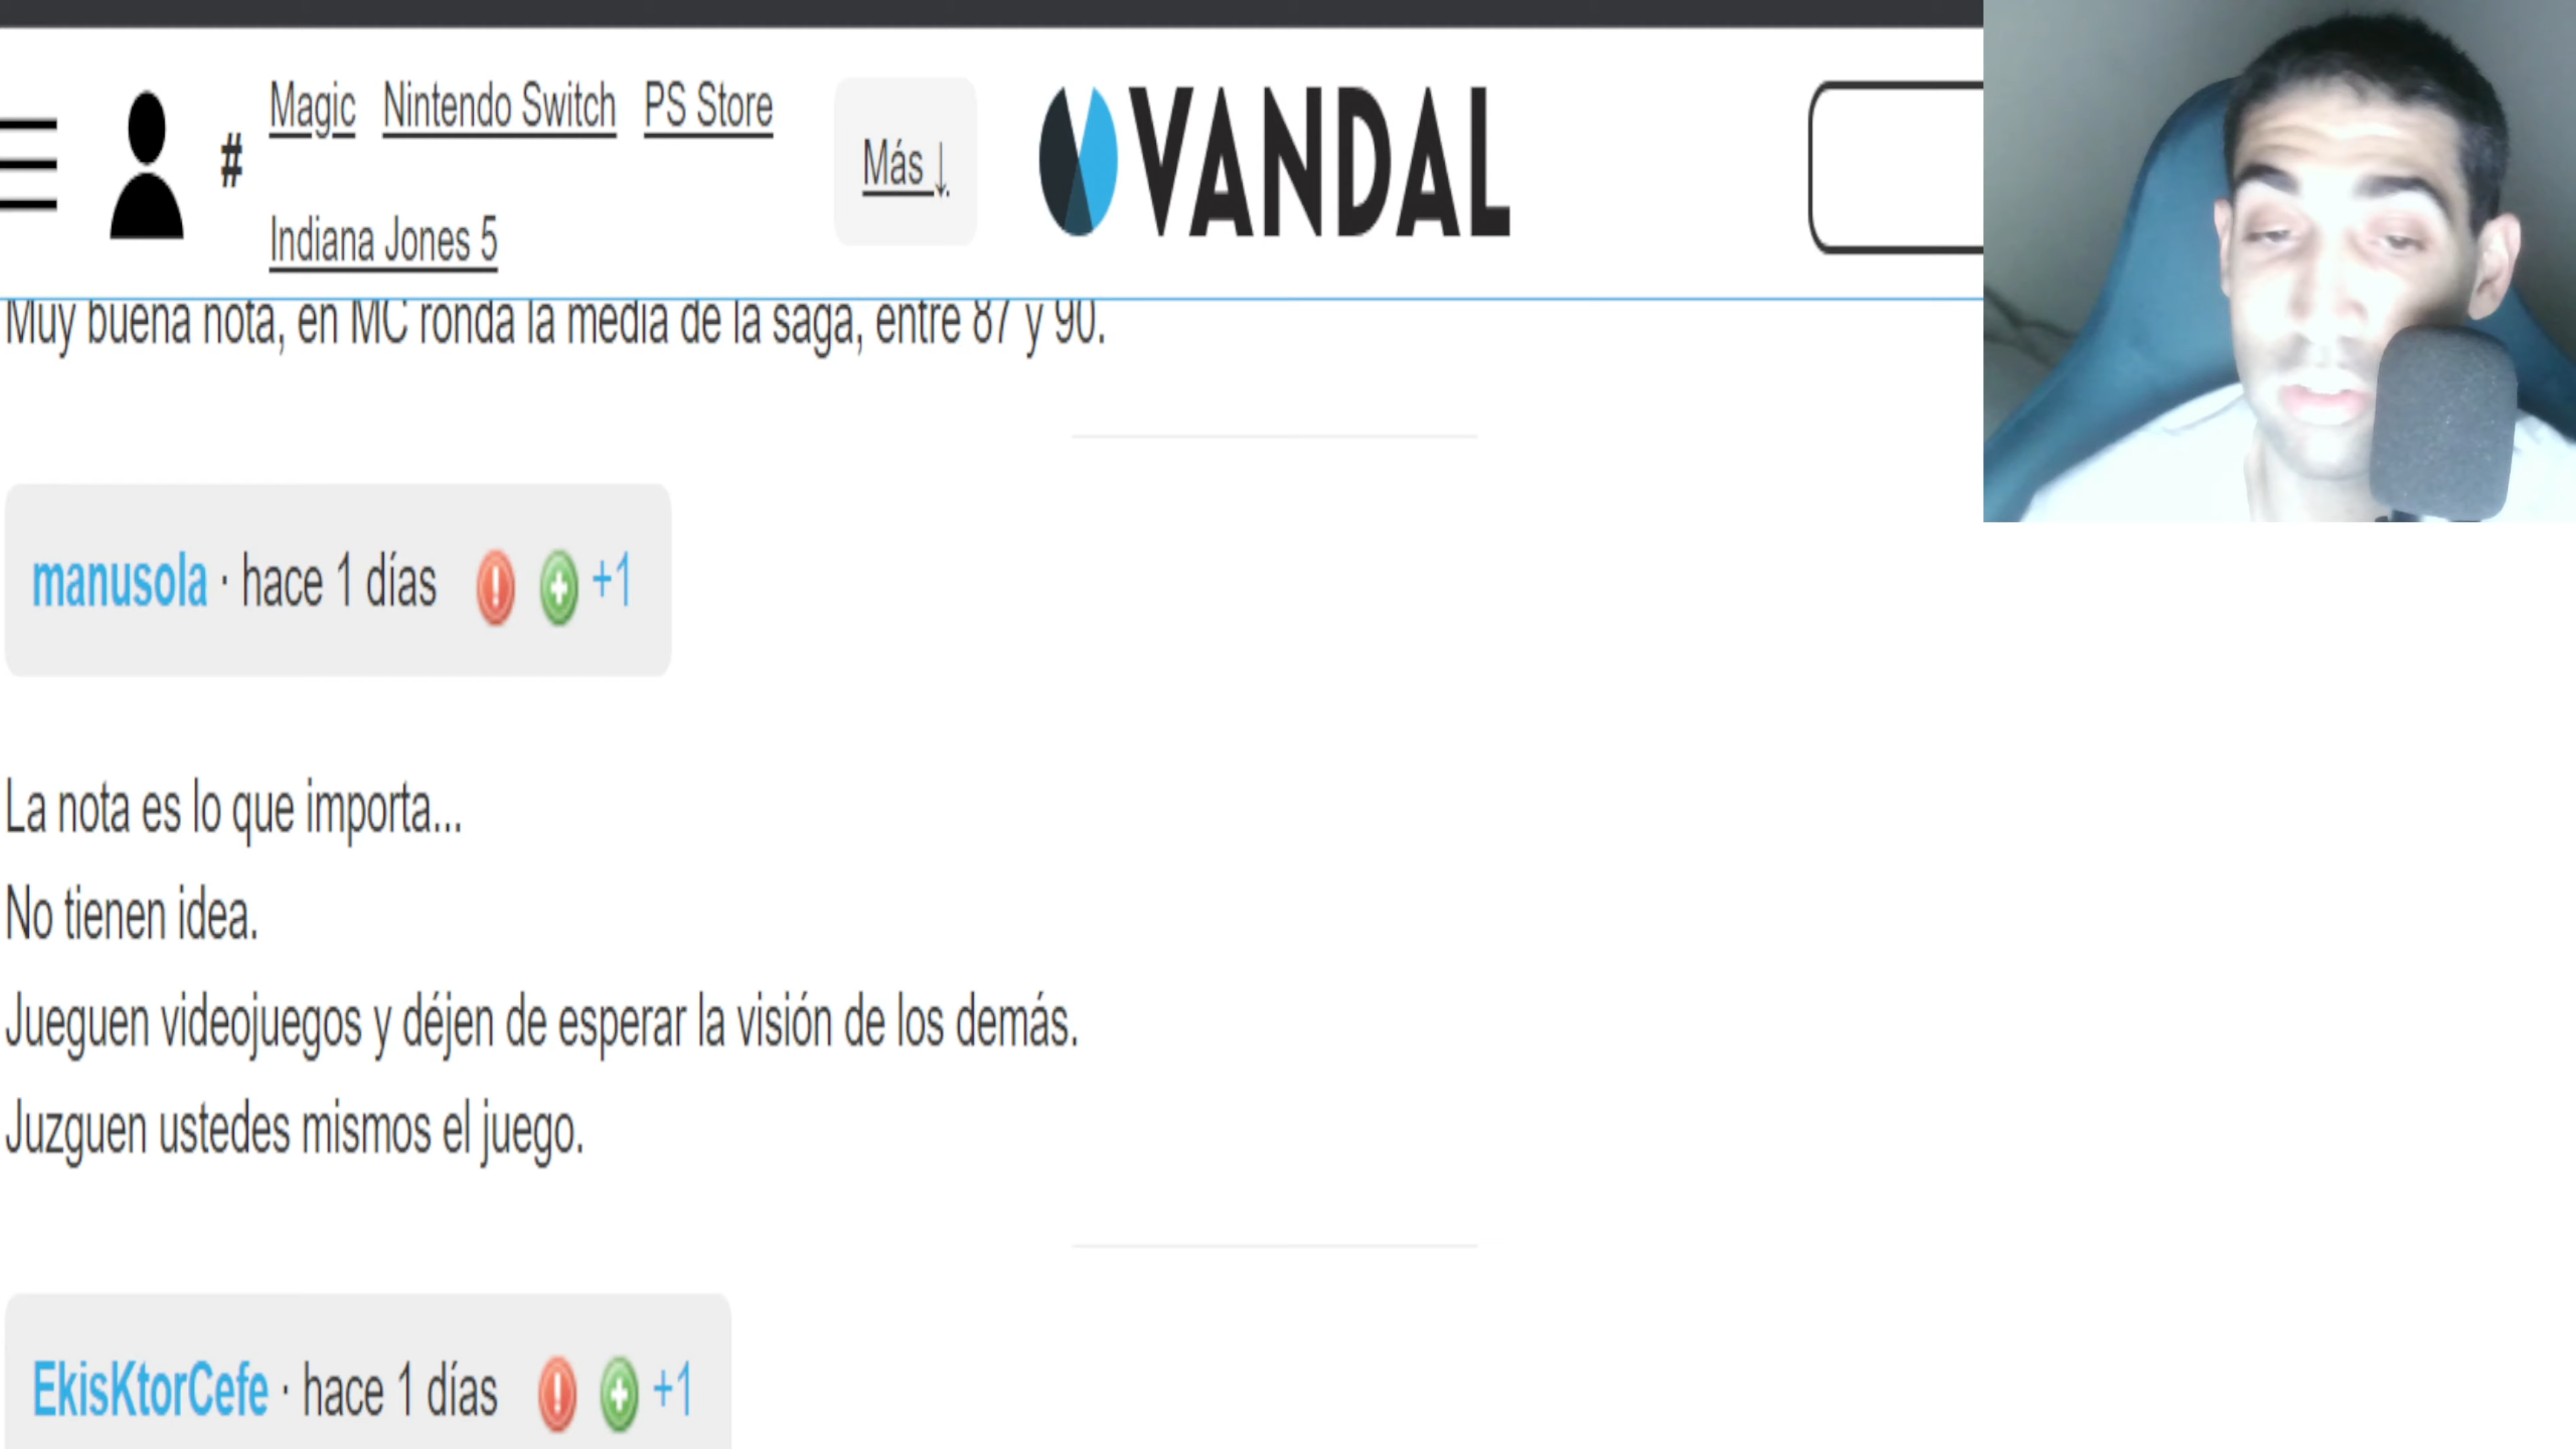 # Magic Nintendo Switch PS Store
Indiana Jones 5
Más ↓
VANDAL
Muy buena nota, en MC ronda la media de la saga, entre 87 y 90.
manusola · hace 1 días ! + +1
La nota es lo que importa...
No tienen idea.
Jueguen videojuegos y déjen de esperar la visión de los demás.
Juzguen ustedes mismos el juego.
EkisKtorCefe · hace 1 días ! + +1